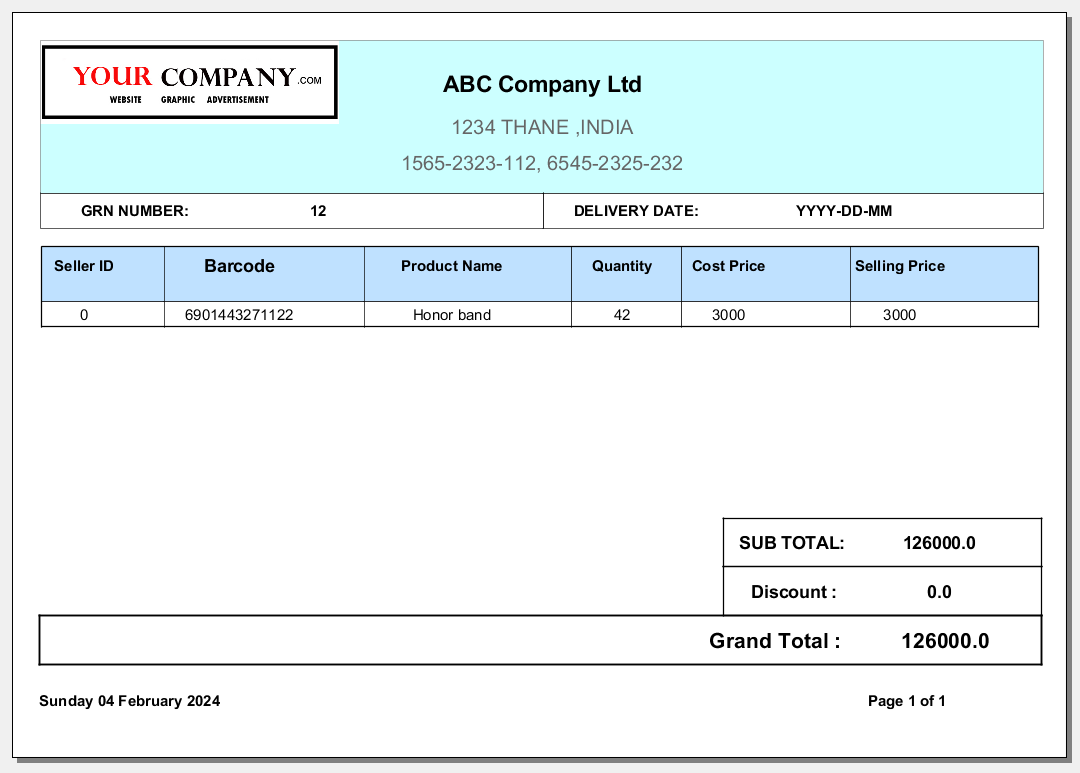 YOUR COMPANY.COM
WEBSITE GRAPHIC ADVERTISEMENT
ABC Company Ltd
1234 THANE ,INDIA
1565-2323-112, 6545-2325-232
GRN NUMBER: 12 DELIVERY DATE: YYYY-DD-MM
Seller ID Barcode Product Name Quantity Cost Price Selling Price
0 6901443271122 Honor band 42 3000 3000
SUB TOTAL: 126000.0
Discount : 0.0
Grand Total : 126000.0
Sunday 04 February 2024 Page 1 of 1